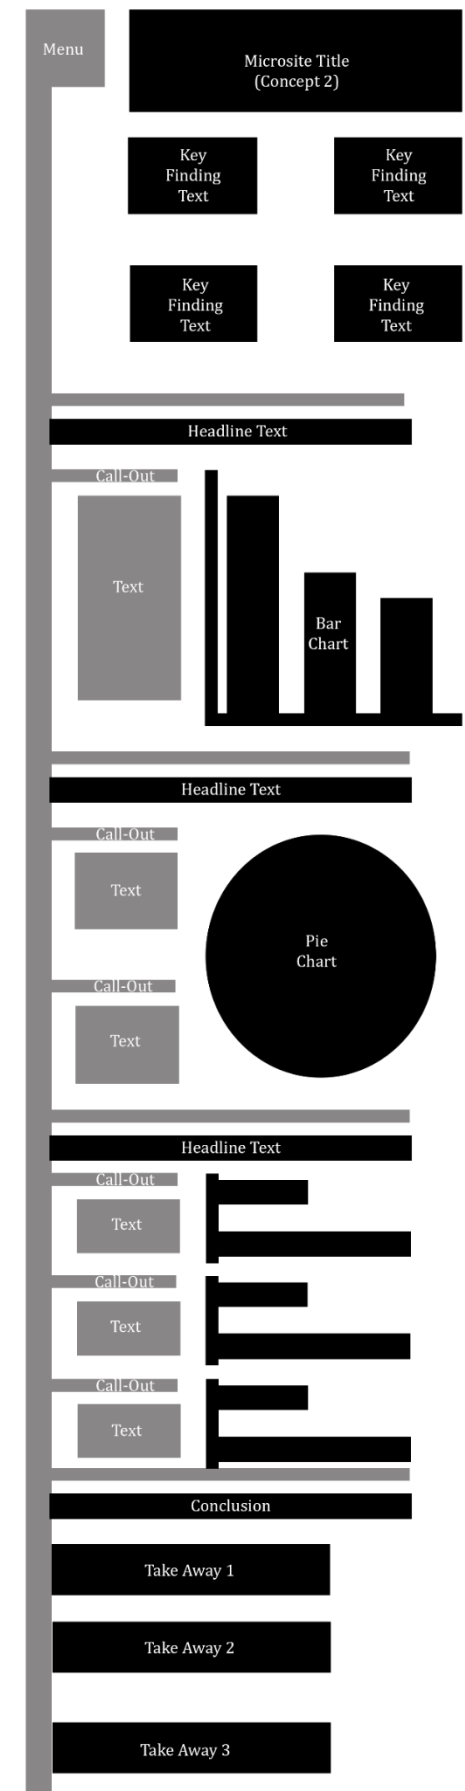 Menu
Microsite Title
(Concept 2)
Key
Finding
Text
Key
Finding
Text
Key
Finding
Text
Key
Finding
Text
Headline Text
Call-Out
Text
Bar
Chart
Headline Text
Call-Out
Text
Pie
Chart
Call-Out
Text
Headline Text
Call-Out
Text
Call-Out
Text
Call-Out
Text
Conclusion
Take Away 1
Take Away 2
Take Away 3